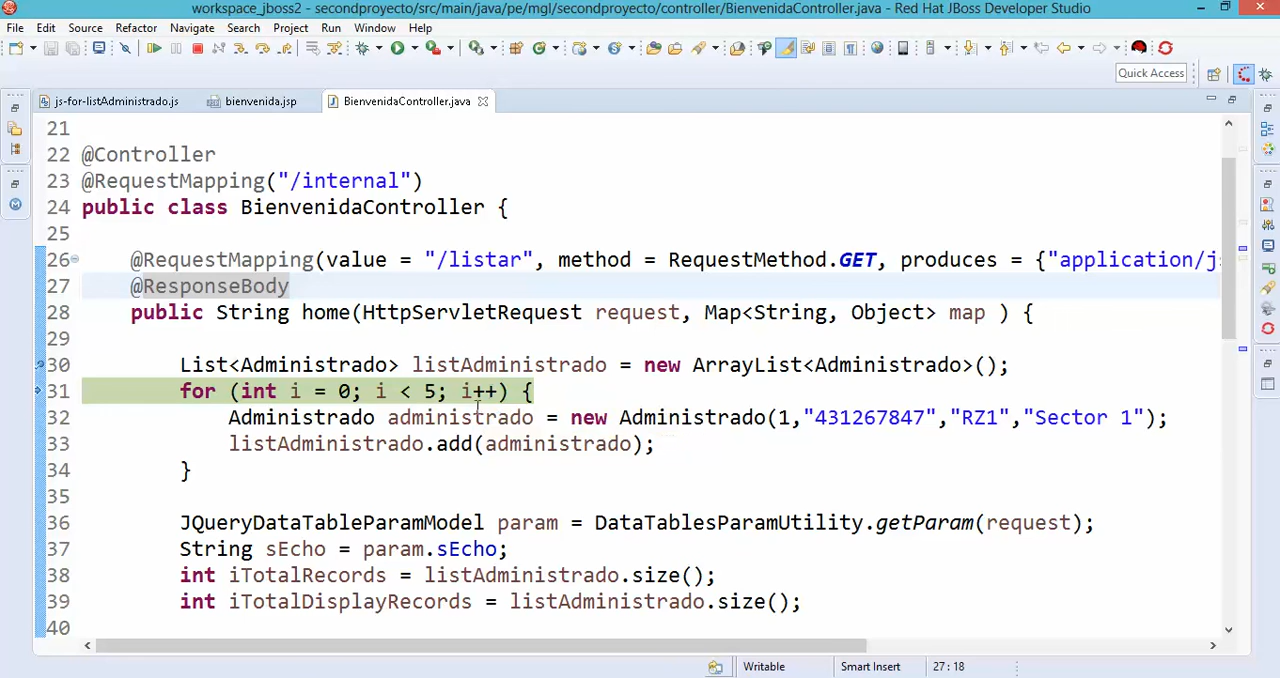 workspace_jboss2 - secondproyecto/src/main/java/pe/mgl/secondproyecto/controller/BienvenidaController.java - Red Hat JBoss Developer Studio
File Edit Source Refactor Navigate Search Project Run Window Help
Quick Access
js-for-listAdministrado.js bienvenida.jsp BienvenidaController.java
21
22 @Controller
23 @RequestMapping("/internal")
24 public class BienvenidaController {
25
26 @RequestMapping(value = "/listar", method = RequestMethod.GET, produces = {"application/j
27 @ResponseBody
28 public String home(HttpServletRequest request, Map<String, Object> map ) {
29
30 List<Administrado> listAdministrado = new ArrayList<Administrado>();
31 for (int i = 0; i < 5; i++) {
32 Administrado administrado = new Administrado(1,"431267847","RZ1","Sector 1");
33 listAdministrado.add(administrado);
34 }
35
36 JQueryDataTableParamModel param = DataTablesParamUtility.getParam(request);
37 String sEcho = param.sEcho;
38 int iTotalRecords = listAdministrado.size();
39 int iTotalDisplayRecords = listAdministrado.size();
40
Writable Smart Insert 27 : 18